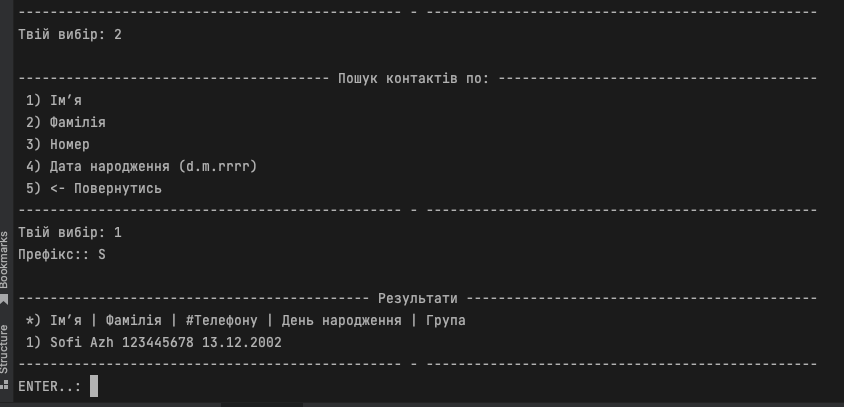 ------------------------------------------------ - -------------------------------------------------
Твій вибір: 2
--------------------------------------- Пошук контактів по: ----------------------------------------
1) Ім’я
2) Фамілія
3) Номер
4) Дата народження (d.m.rrrr)
5) <- Повернутись
------------------------------------------------ - -------------------------------------------------
Твій вибір: 1
Префікс:: S
-------------------------------------------- Результати --------------------------------------------
*) Ім’я | Фамілія | #Телефону | День народження | Група
1) Sofi Azh 123445678 13.12.2002
------------------------------------------------ - -------------------------------------------------
ENTER..:
Bookmarks
Structure